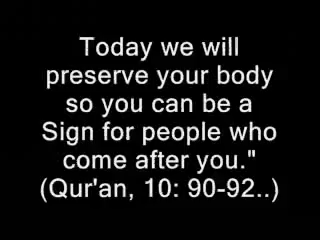 Today we will
preserve your body
so you can be a
Sign for people who
come after you."
(Qur'an, 10: 90-92..)